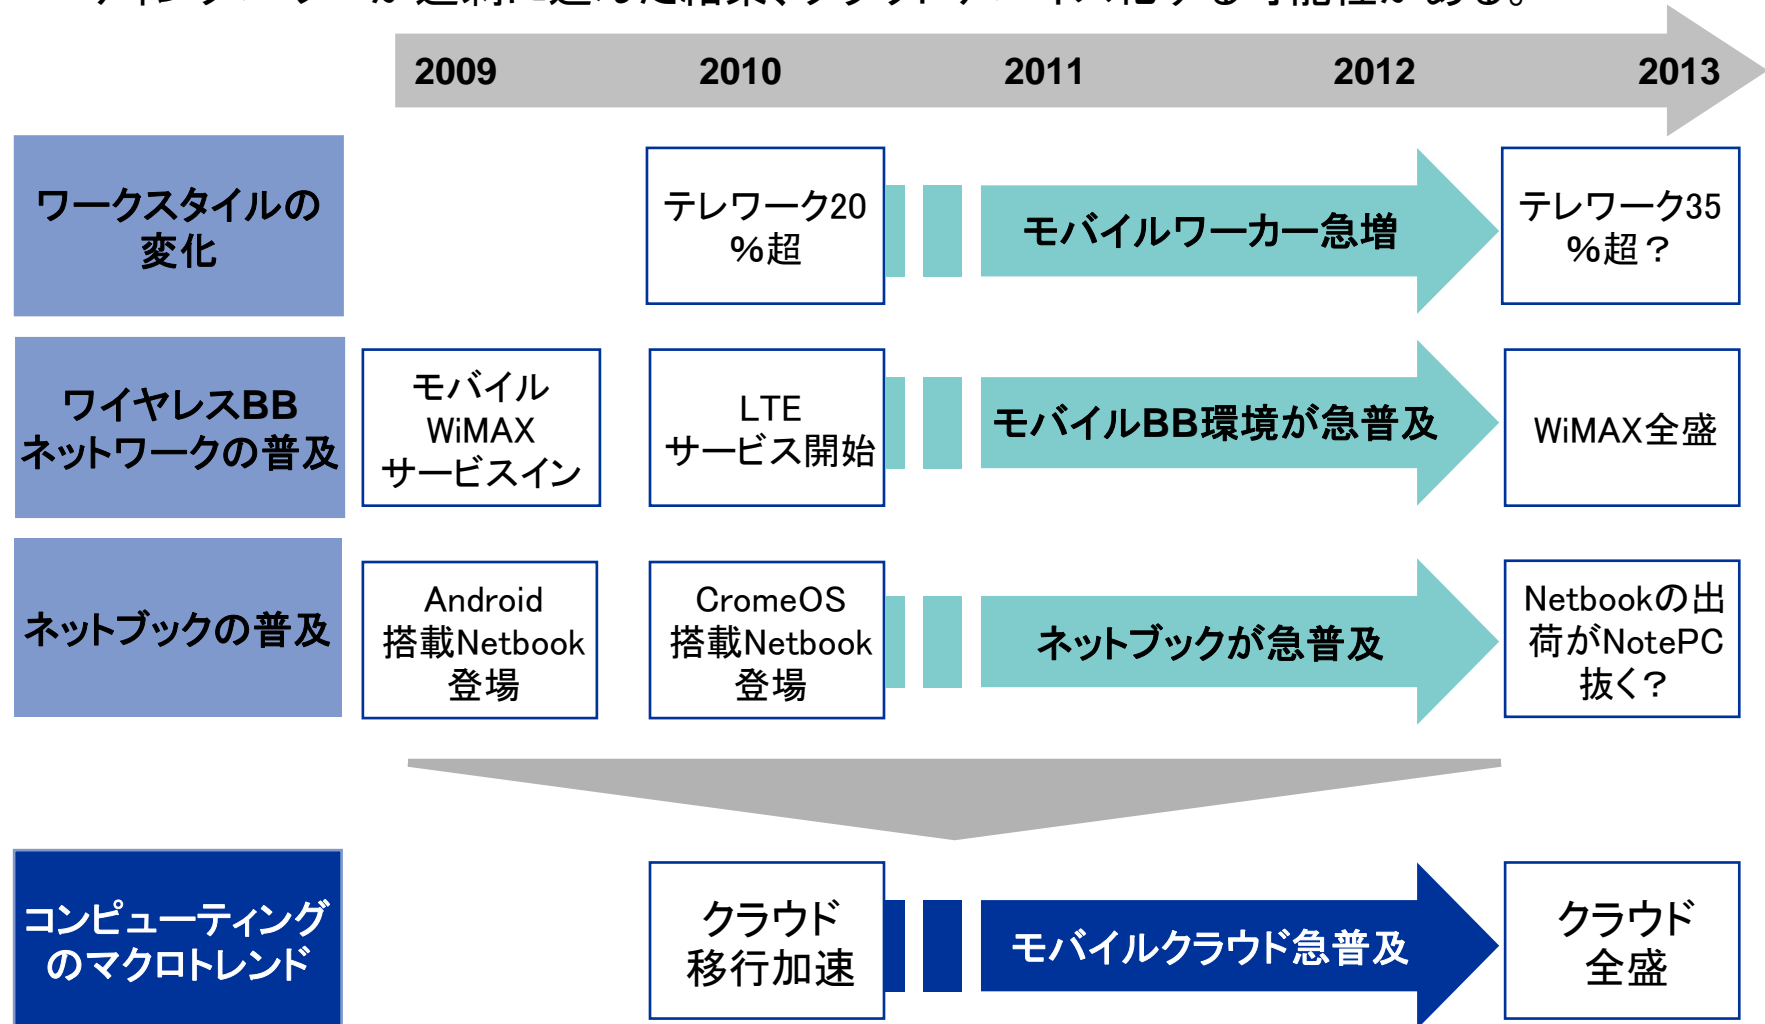 2009 2010 2011 2012 2013
ワークスタイルの
変化
テレワーク20
%超
モバイルワーカー急増
テレワーク35
%超？
ワイヤレスBB
ネットワークの普及
モバイル
WiMAX
サービスイン
LTE
サービス開始
モバイルBB環境が急普及
WiMAX全盛
ネットブックの普及
Android
搭載Netbook
登場
CromeOS
搭載Netbook
登場
ネットブックが急普及
Netbookの出
荷がNotePC
抜く？
コンピューティング
のマクロトレンド
クラウド
移行加速
モバイルクラウド急普及
クラウド
全盛